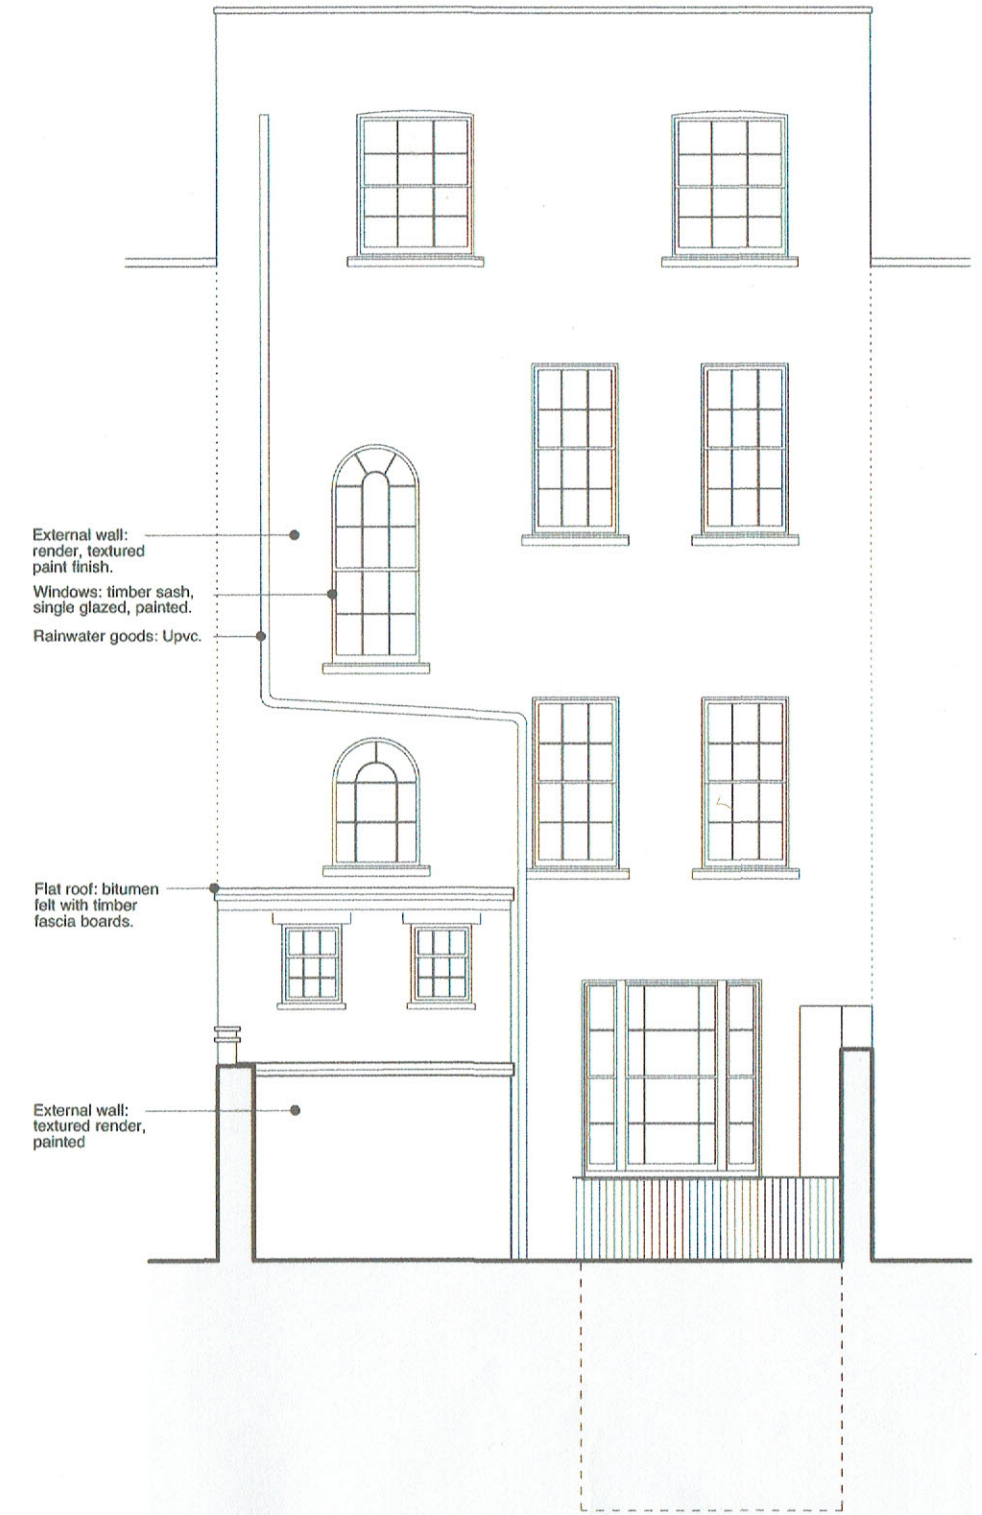 External wall:
render, textured
paint finish.
Windows: timber sash,
single glazed, painted.
Rainwater goods: Upvc.
Flat roof: bitumen
felt with timber
fascia boards.
External wall:
textured render,
painted